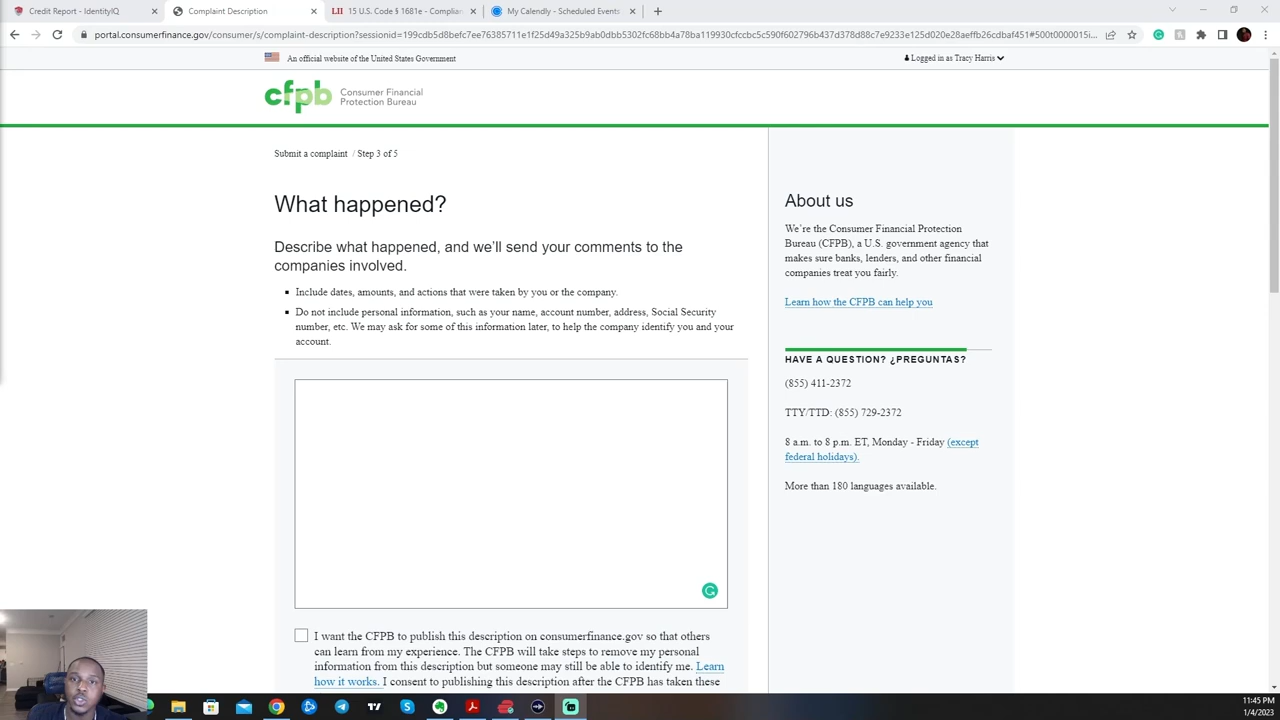 Credit Report - IdentityIQ
Complaint Description
LII
15 U.S. Code § 1681e - Complian
My Calendly - Scheduled Events
portal.consumerfinance.gov/consumer/s/complaint-description?sessionid=199cdb5d8befc7ee76385711e1f25d49a325b9ab0dbb5302fc68bb4a78ba119930cfccbc5c590f602796b437d378d88c7e9233e125d020e28aeffb26cdbaf451#500t0000015i...
An official website of the United States Government
Logged in as Tracy Harris
cfpb
Consumer Financial
Protection Bureau
Submit a complaint / Step 3 of 5
What happened?
Describe what happened, and we'll send your comments to the
companies involved.
Include dates, amounts, and actions that were taken by you or the company.
Do not include personal information, such as your name, account number, address, Social Security
number, etc. We may ask for some of this information later, to help the company identify you and your
account.
I want the CFPB to publish this description on consumerfinance.gov so that others
can learn from my experience. The CFPB will take steps to remove my personal
information from this description but someone may still be able to identify me. Learn
how it works. I consent to publishing this description after the CFPB has taken these
About us
We're the Consumer Financial Protection
Bureau (CFPB), a U.S. government agency that
makes sure banks, lenders, and other financial
companies treat you fairly.
Learn how the CFPB can help you
HAVE A QUESTION? ¿PREGUNTAS?
(855) 411-2372
TTY/TTD: (855) 729-2372
8 a.m. to 8 p.m. ET, Monday - Friday (except
federal holidays).
More than 180 languages available.
11:45 PM
1/4/2023